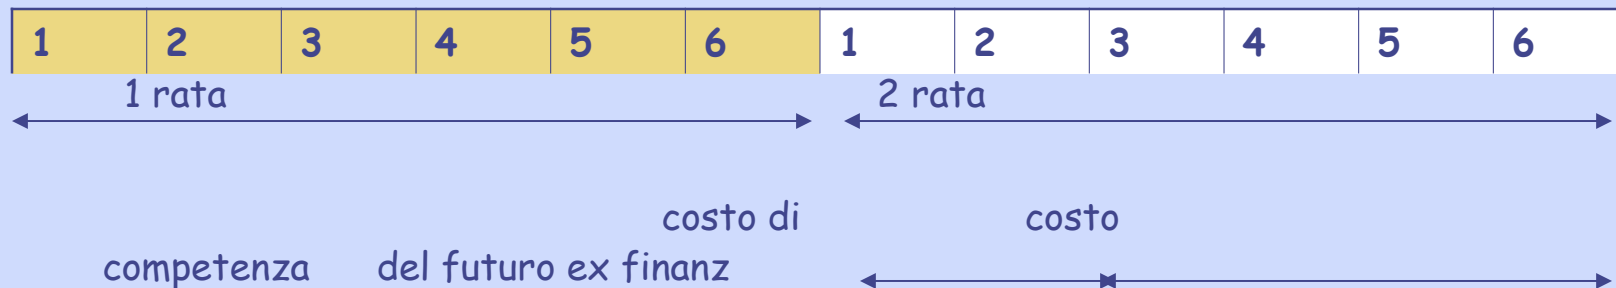 1 2 3 4 5 6 1 2 3 4 5 6
1 rata 2 rata
costo di costo
competenza del futuro ex finanz